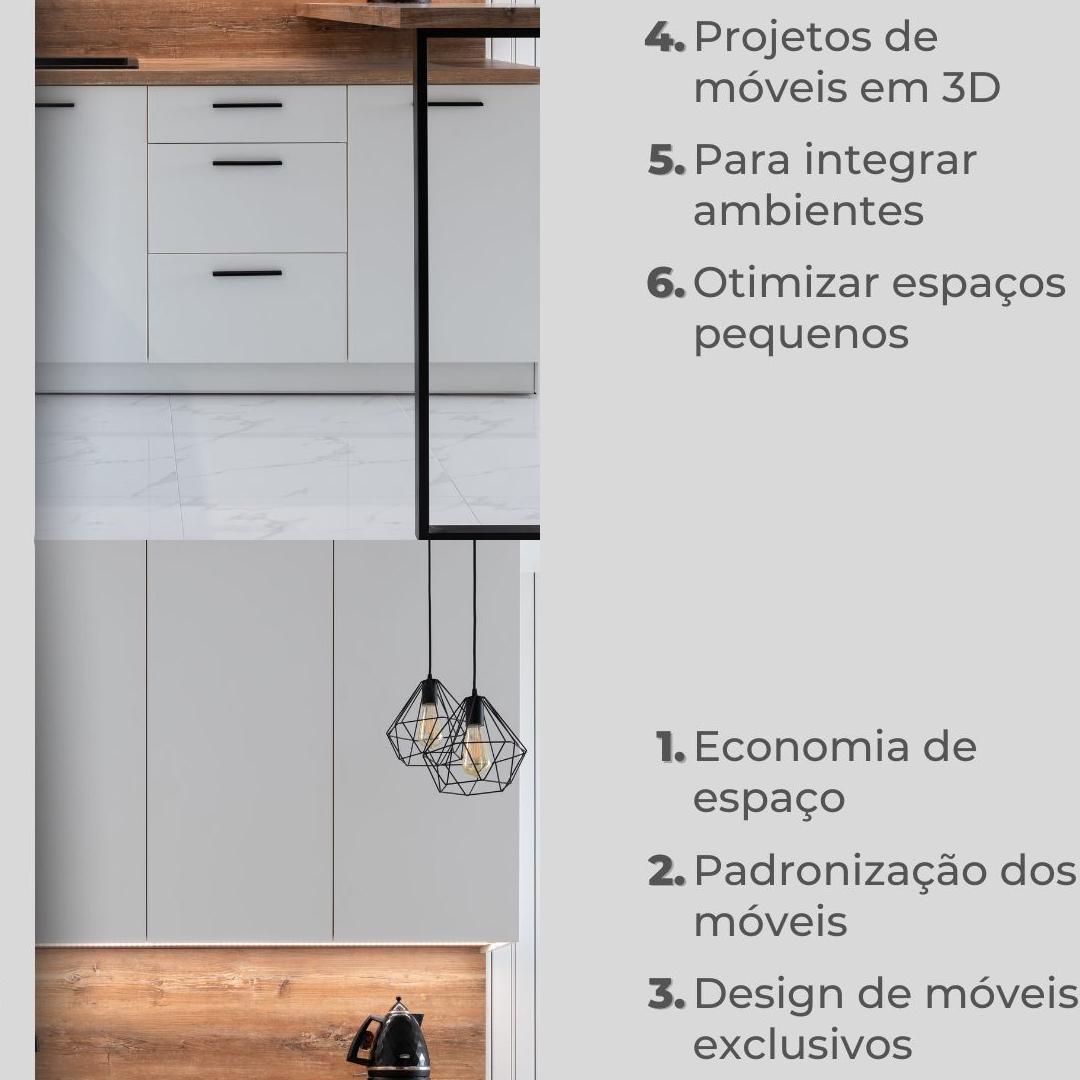 4. Projetos de
móveis em 3D
5. Para integrar
ambientes
6. Otimizar espaços
pequenos
1. Economia de
espaço
2. Padronização dos
móveis
3. Design de móveis
exclusivos